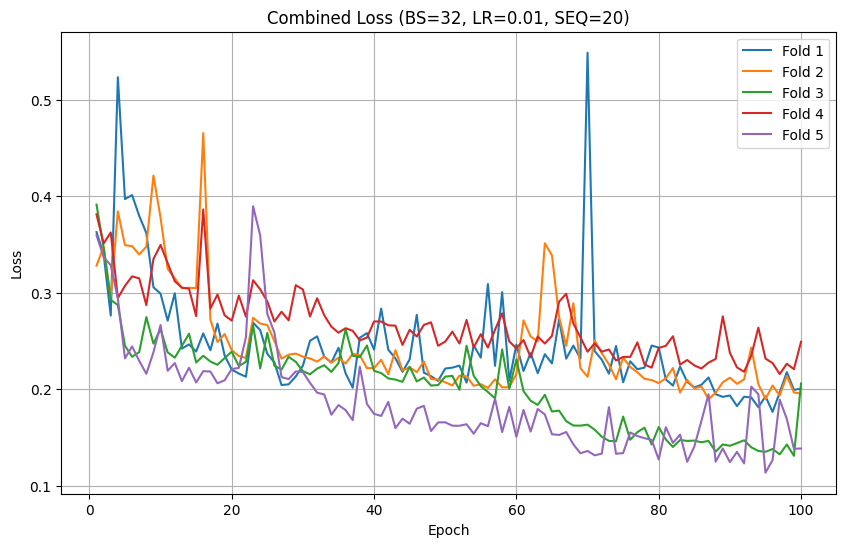 Combined Loss (BS=32, LR=0.01, SEQ=20)
Fold 1
Fold 2
Fold 3
Fold 4
Fold 5
Loss
0.5
0.4
0.3
0.2
0.1
0 20 40 60 80 100
Epoch